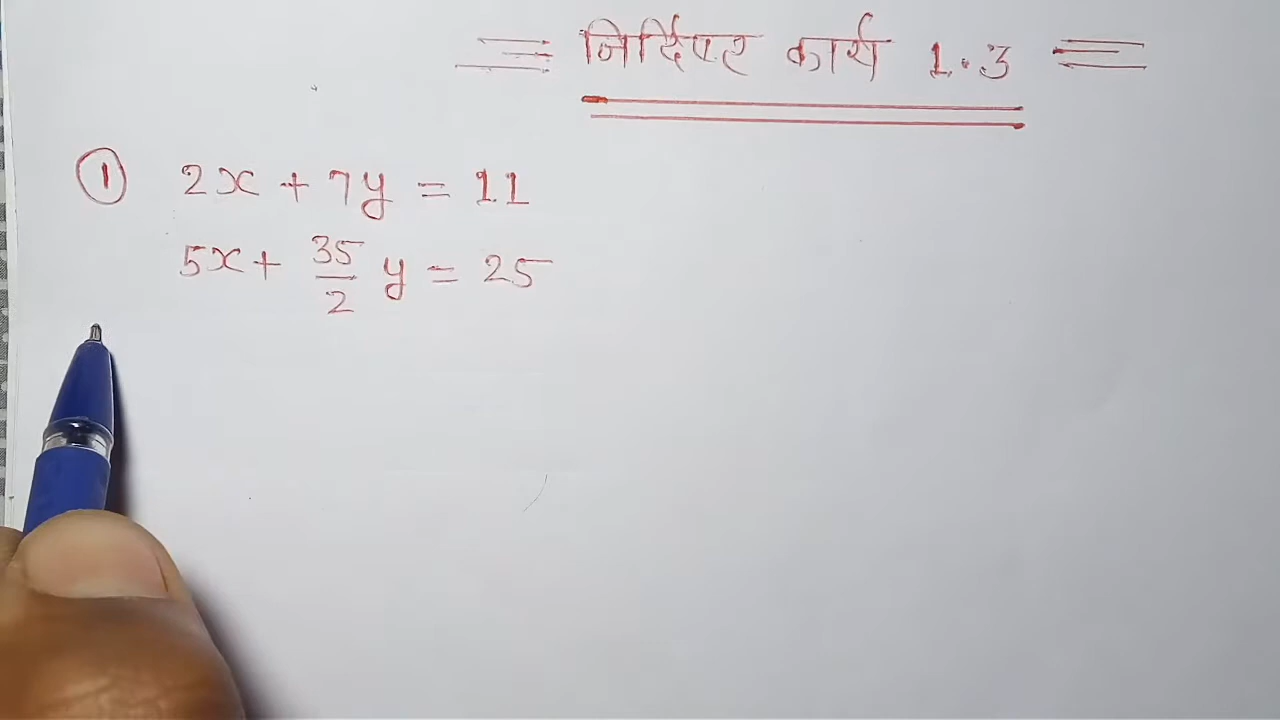 निर्दिष्ट कार्य 1.3
① 2x + 7y = 11
5x + 35/2 y = 25